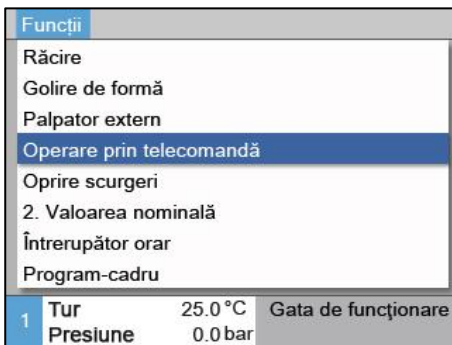 Funcții
Răcire
Golire de formă
Palpator extern
Operare prin telecomandă
Oprire scurgeri
2. Valoarea nominală
Întrerupător orar
Program-cadru
1 Tur 25.0 °C Gata de funcţionare
Presiune 0.0 bar